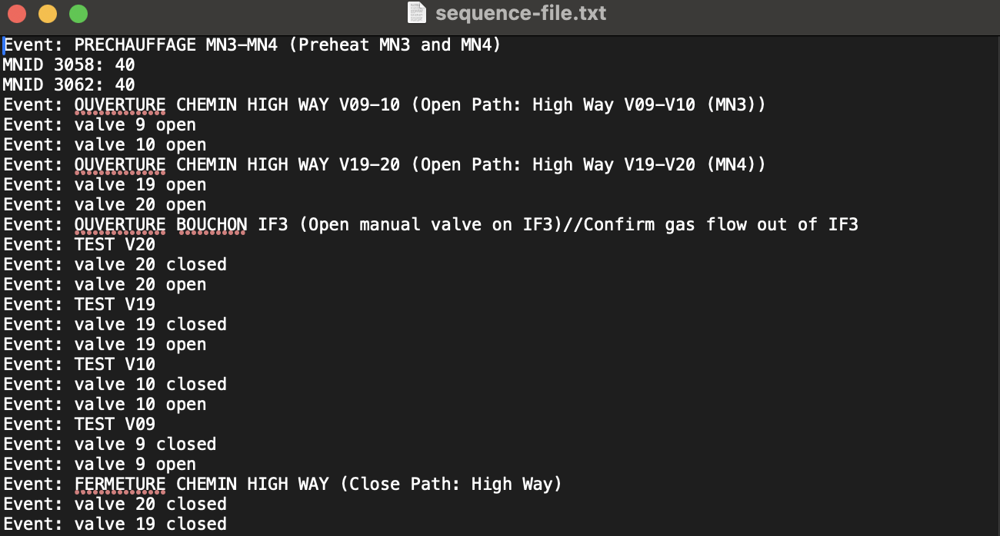 sequence-file.txt
Event: PRECHAUFFAGE MN3-MN4 (Preheat MN3 and MN4)
MNID 3058: 40
MNID 3062: 40
Event: OUVERTURE CHEMIN HIGH WAY V09-10 (Open Path: High Way V09-V10 (MN3))
Event: valve 9 open
Event: valve 10 open
Event: OUVERTURE CHEMIN HIGH WAY V19-20 (Open Path: High Way V19-V20 (MN4))
Event: valve 19 open
Event: valve 20 open
Event: OUVERTURE BOUCHON IF3 (Open manual valve on IF3)//Confirm gas flow out of IF3
Event: TEST V20
Event: valve 20 closed
Event: valve 20 open
Event: TEST V19
Event: valve 19 closed
Event: valve 19 open
Event: TEST V10
Event: valve 10 closed
Event: valve 10 open
Event: TEST V09
Event: valve 9 closed
Event: valve 9 open
Event: FERMETURE CHEMIN HIGH WAY (Close Path: High Way)
Event: valve 20 closed
Event: valve 19 closed